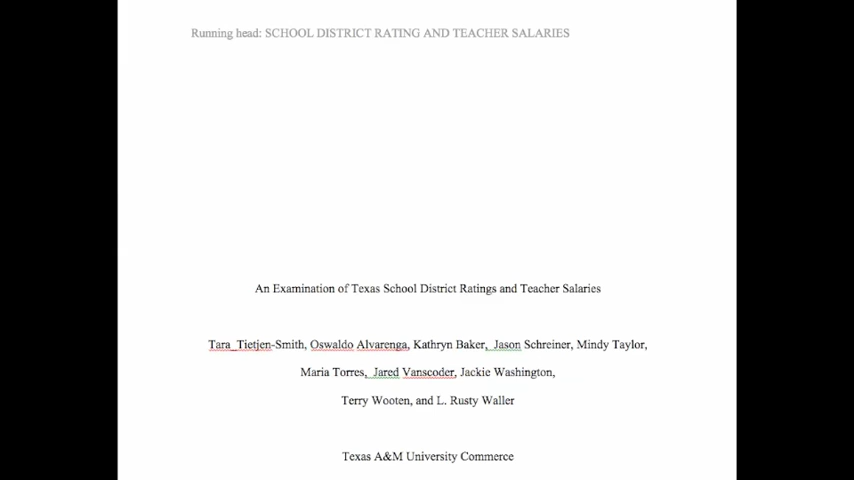 Running head: SCHOOL DISTRICT RATING AND TEACHER SALARIES
An Examination of Texas School District Ratings and Teacher Salaries
Tara Tietjen-Smith, Oswaldo Alvarenga, Kathryn Baker, Jason Schreiner, Mindy Taylor,
Maria Torres, Jared Vanscoder, Jackie Washington,
Terry Wooten, and L. Rusty Waller
Texas A&M University Commerce